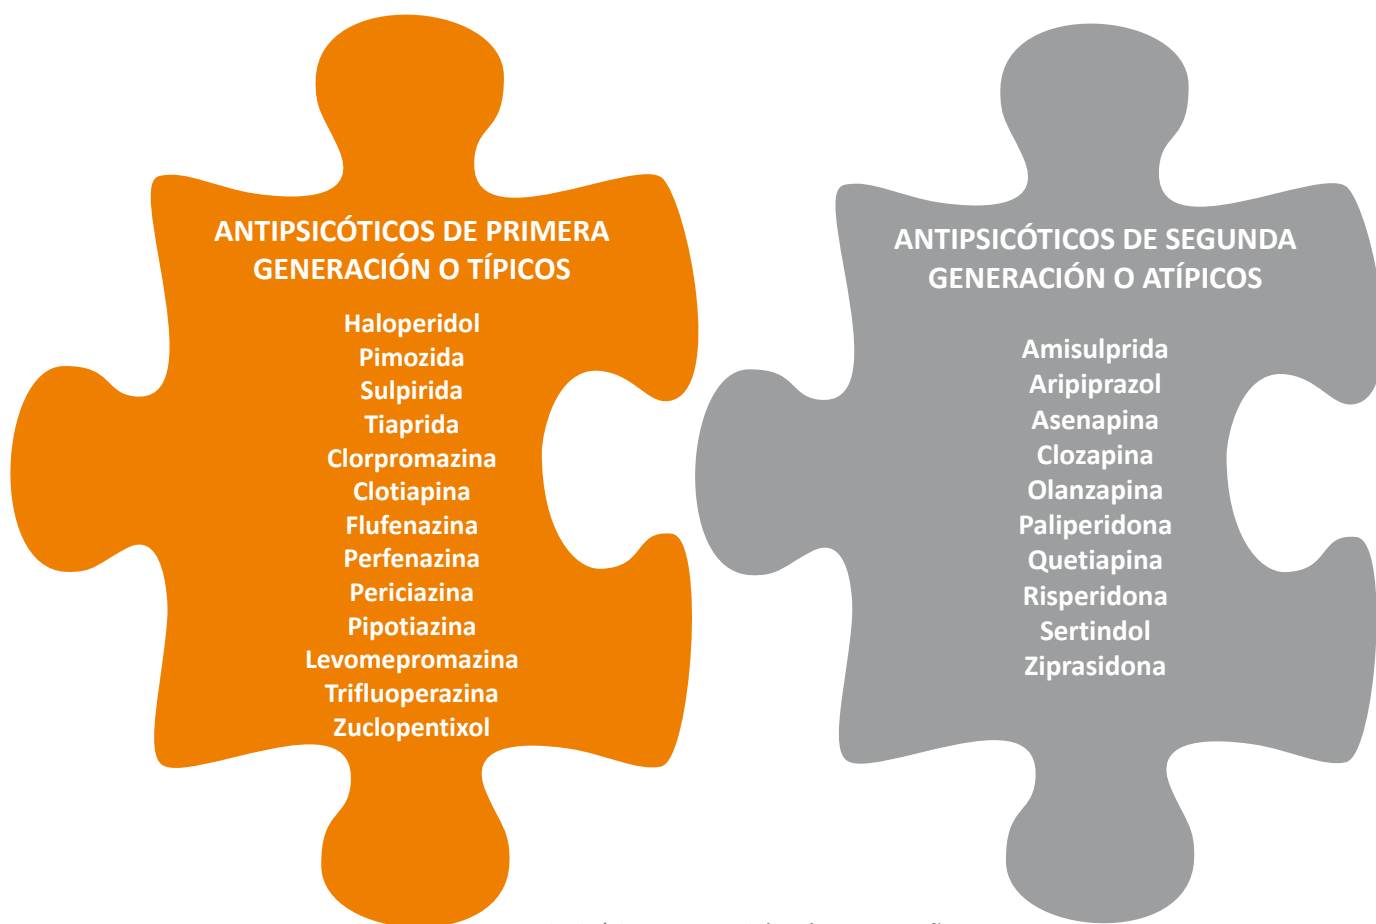 ANTIPSICÓTICOS DE PRIMERA
GENERACIÓN O TÍPICOS
Haloperidol
Pimozida
Sulpirida
Tiaprida
Clorpromazina
Clotiapina
Flufenazina
Perfenazina
Periciazina
Pipotiazina
Levomepromazina
Trifluoperazina
Zuclopentixol
ANTIPSICÓTICOS DE SEGUNDA
GENERACIÓN O ATÍPICOS
Amisulprida
Aripiprazol
Asenapina
Clozapina
Olanzapina
Paliperidona
Quetiapina
Risperidona
Sertindol
Ziprasidona